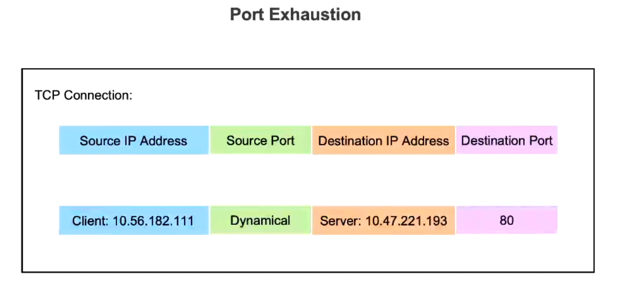 Port Exhaustion
TCP Connection:
Source IP Address Source Port Destination IP Address Destination Port
Client: 10.56.182.111 Dynamical Server: 10.47.221.193 80